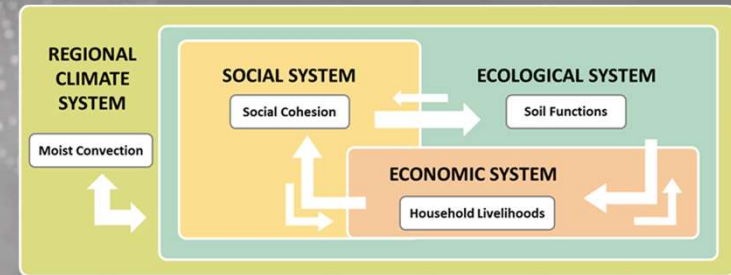 REGIONAL
CLIMATE
SYSTEM
Moist Convection
SOCIAL SYSTEM
Social Cohesion
ECOLOGICAL SYSTEM
Soil Functions
ECONOMIC SYSTEM
Household Livelihoods